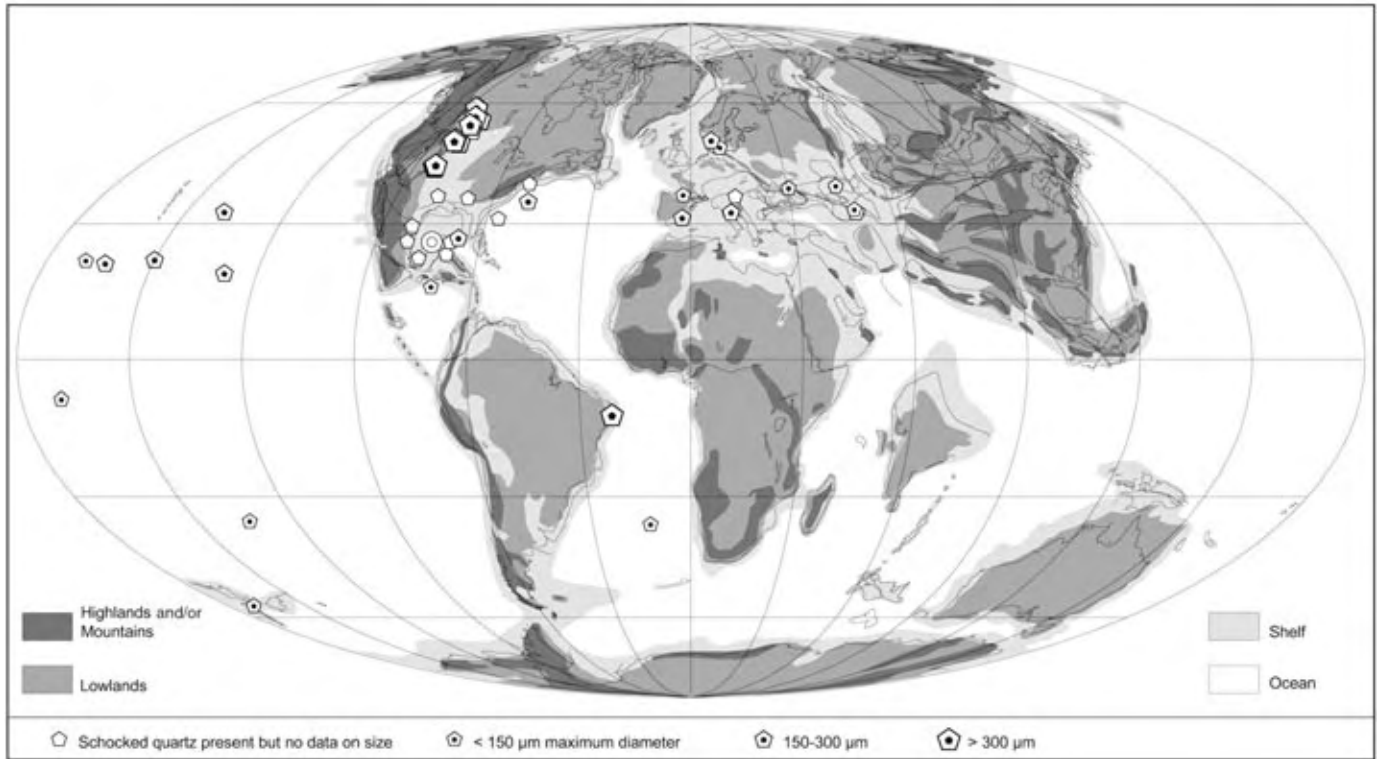 Highlands and/or
Mountains
Lowlands
Shelf
Ocean
Schocked quartz present but no data on size
< 150 µm maximum diameter
150-300 µm
> 300 µm